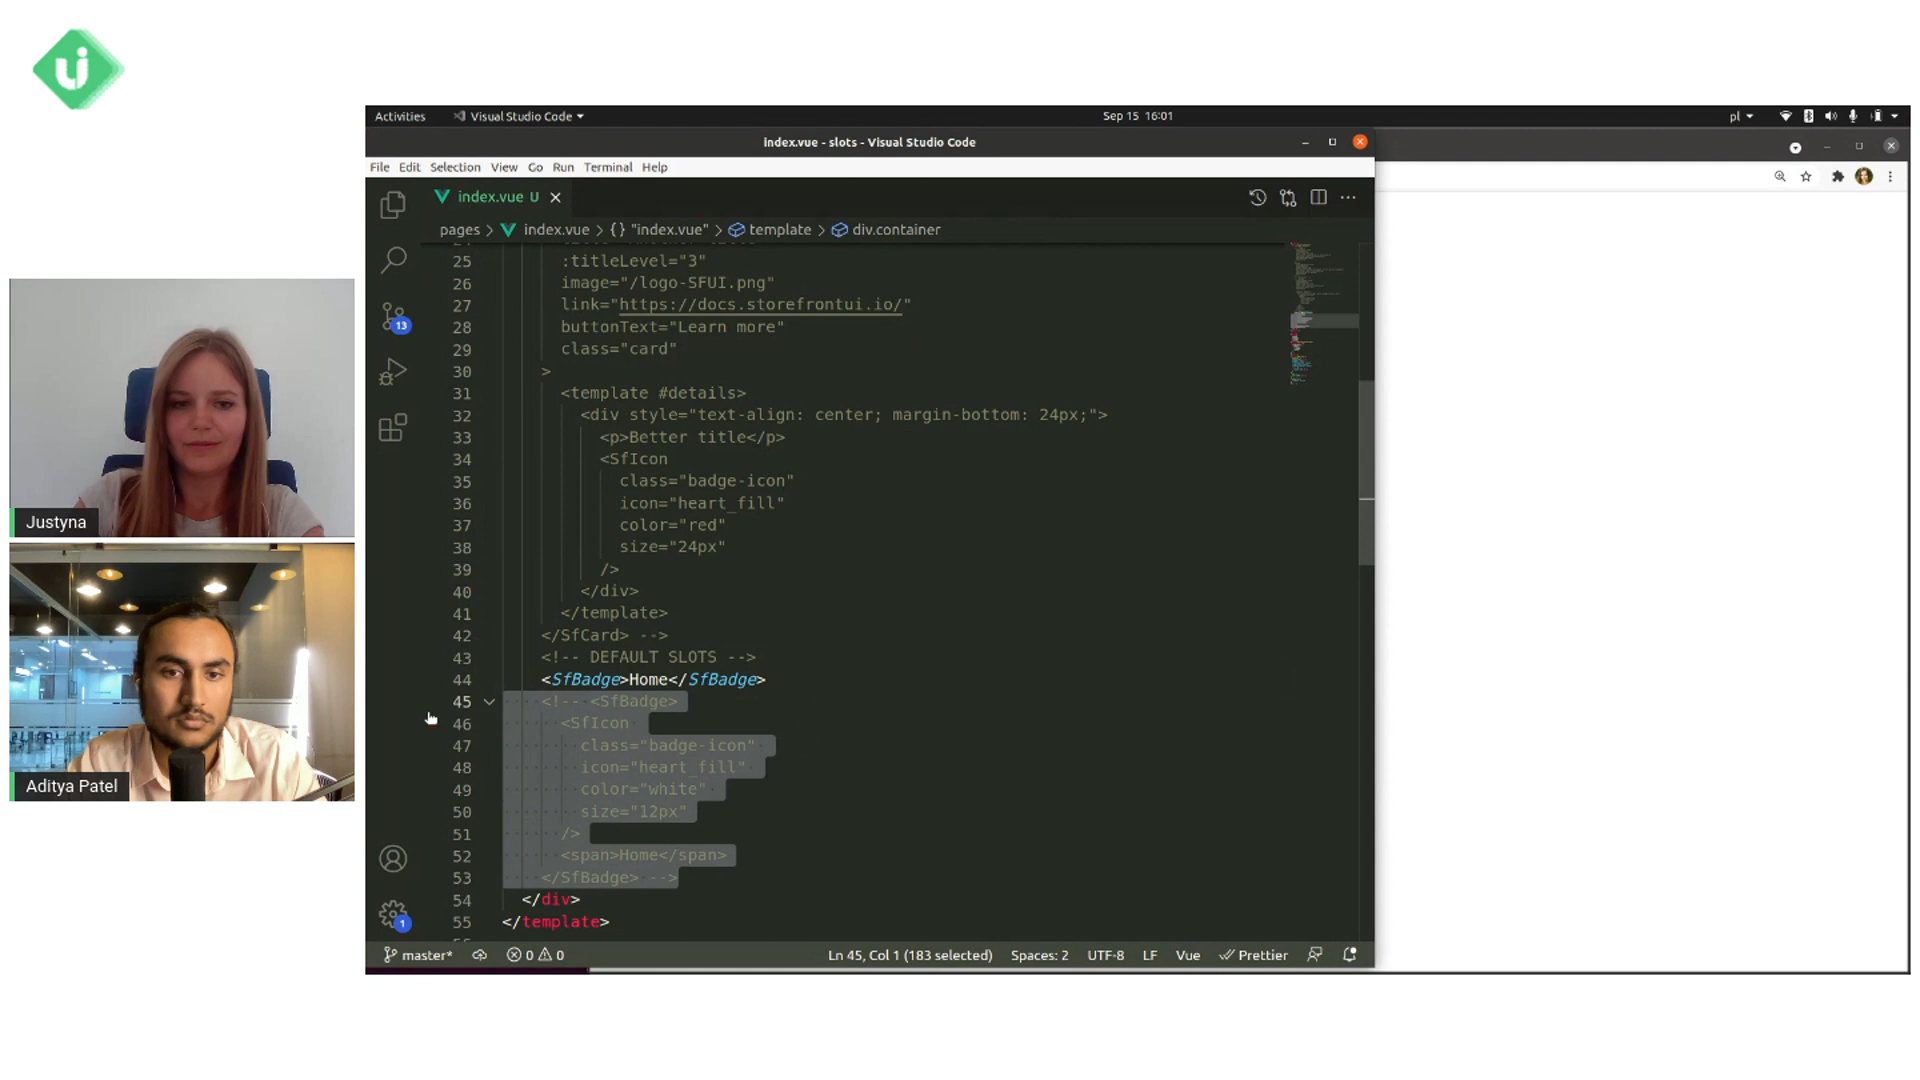 Activities
Visual Studio Code
Sep 15 16:01
pl
index.vue - slots - Visual Studio Code
File Edit Selection View Go Run Terminal Help
index.vue U
pages > index.vue > {} "index.vue" > template > div.container
25 :titleLevel="3"
26 image="/logo-SFUI.png"
27 link="https://docs.storefrontui.io/"
28 buttonText="Learn more"
29 class="card"
30 >
31 <template #details>
32 <div style="text-align: center; margin-bottom: 24px;">
33 <p>Better title</p>
34 <SfIcon
35 class="badge-icon"
36 icon="heart_fill"
37 color="red"
38 size="24px"
39 />
40 </div>
41 </template>
42 </SfCard> -->
43 <!-- DEFAULT SLOTS -->
44 <SfBadge>Home</SfBadge>
45 <!-- <SfBadge>
46 <SfIcon
47 class="badge-icon"
48 icon="heart_fill"
49 color="white"
50 size="12px"
51 />
52 <span>Home</span>
53 </SfBadge> -->
54 </div>
55 </template>
13
1
master*
0 0
Ln 45, Col 1 (183 selected)
Spaces: 2
UTF-8
LF
Vue
Prettier
ui
Justyna
Aditya Patel